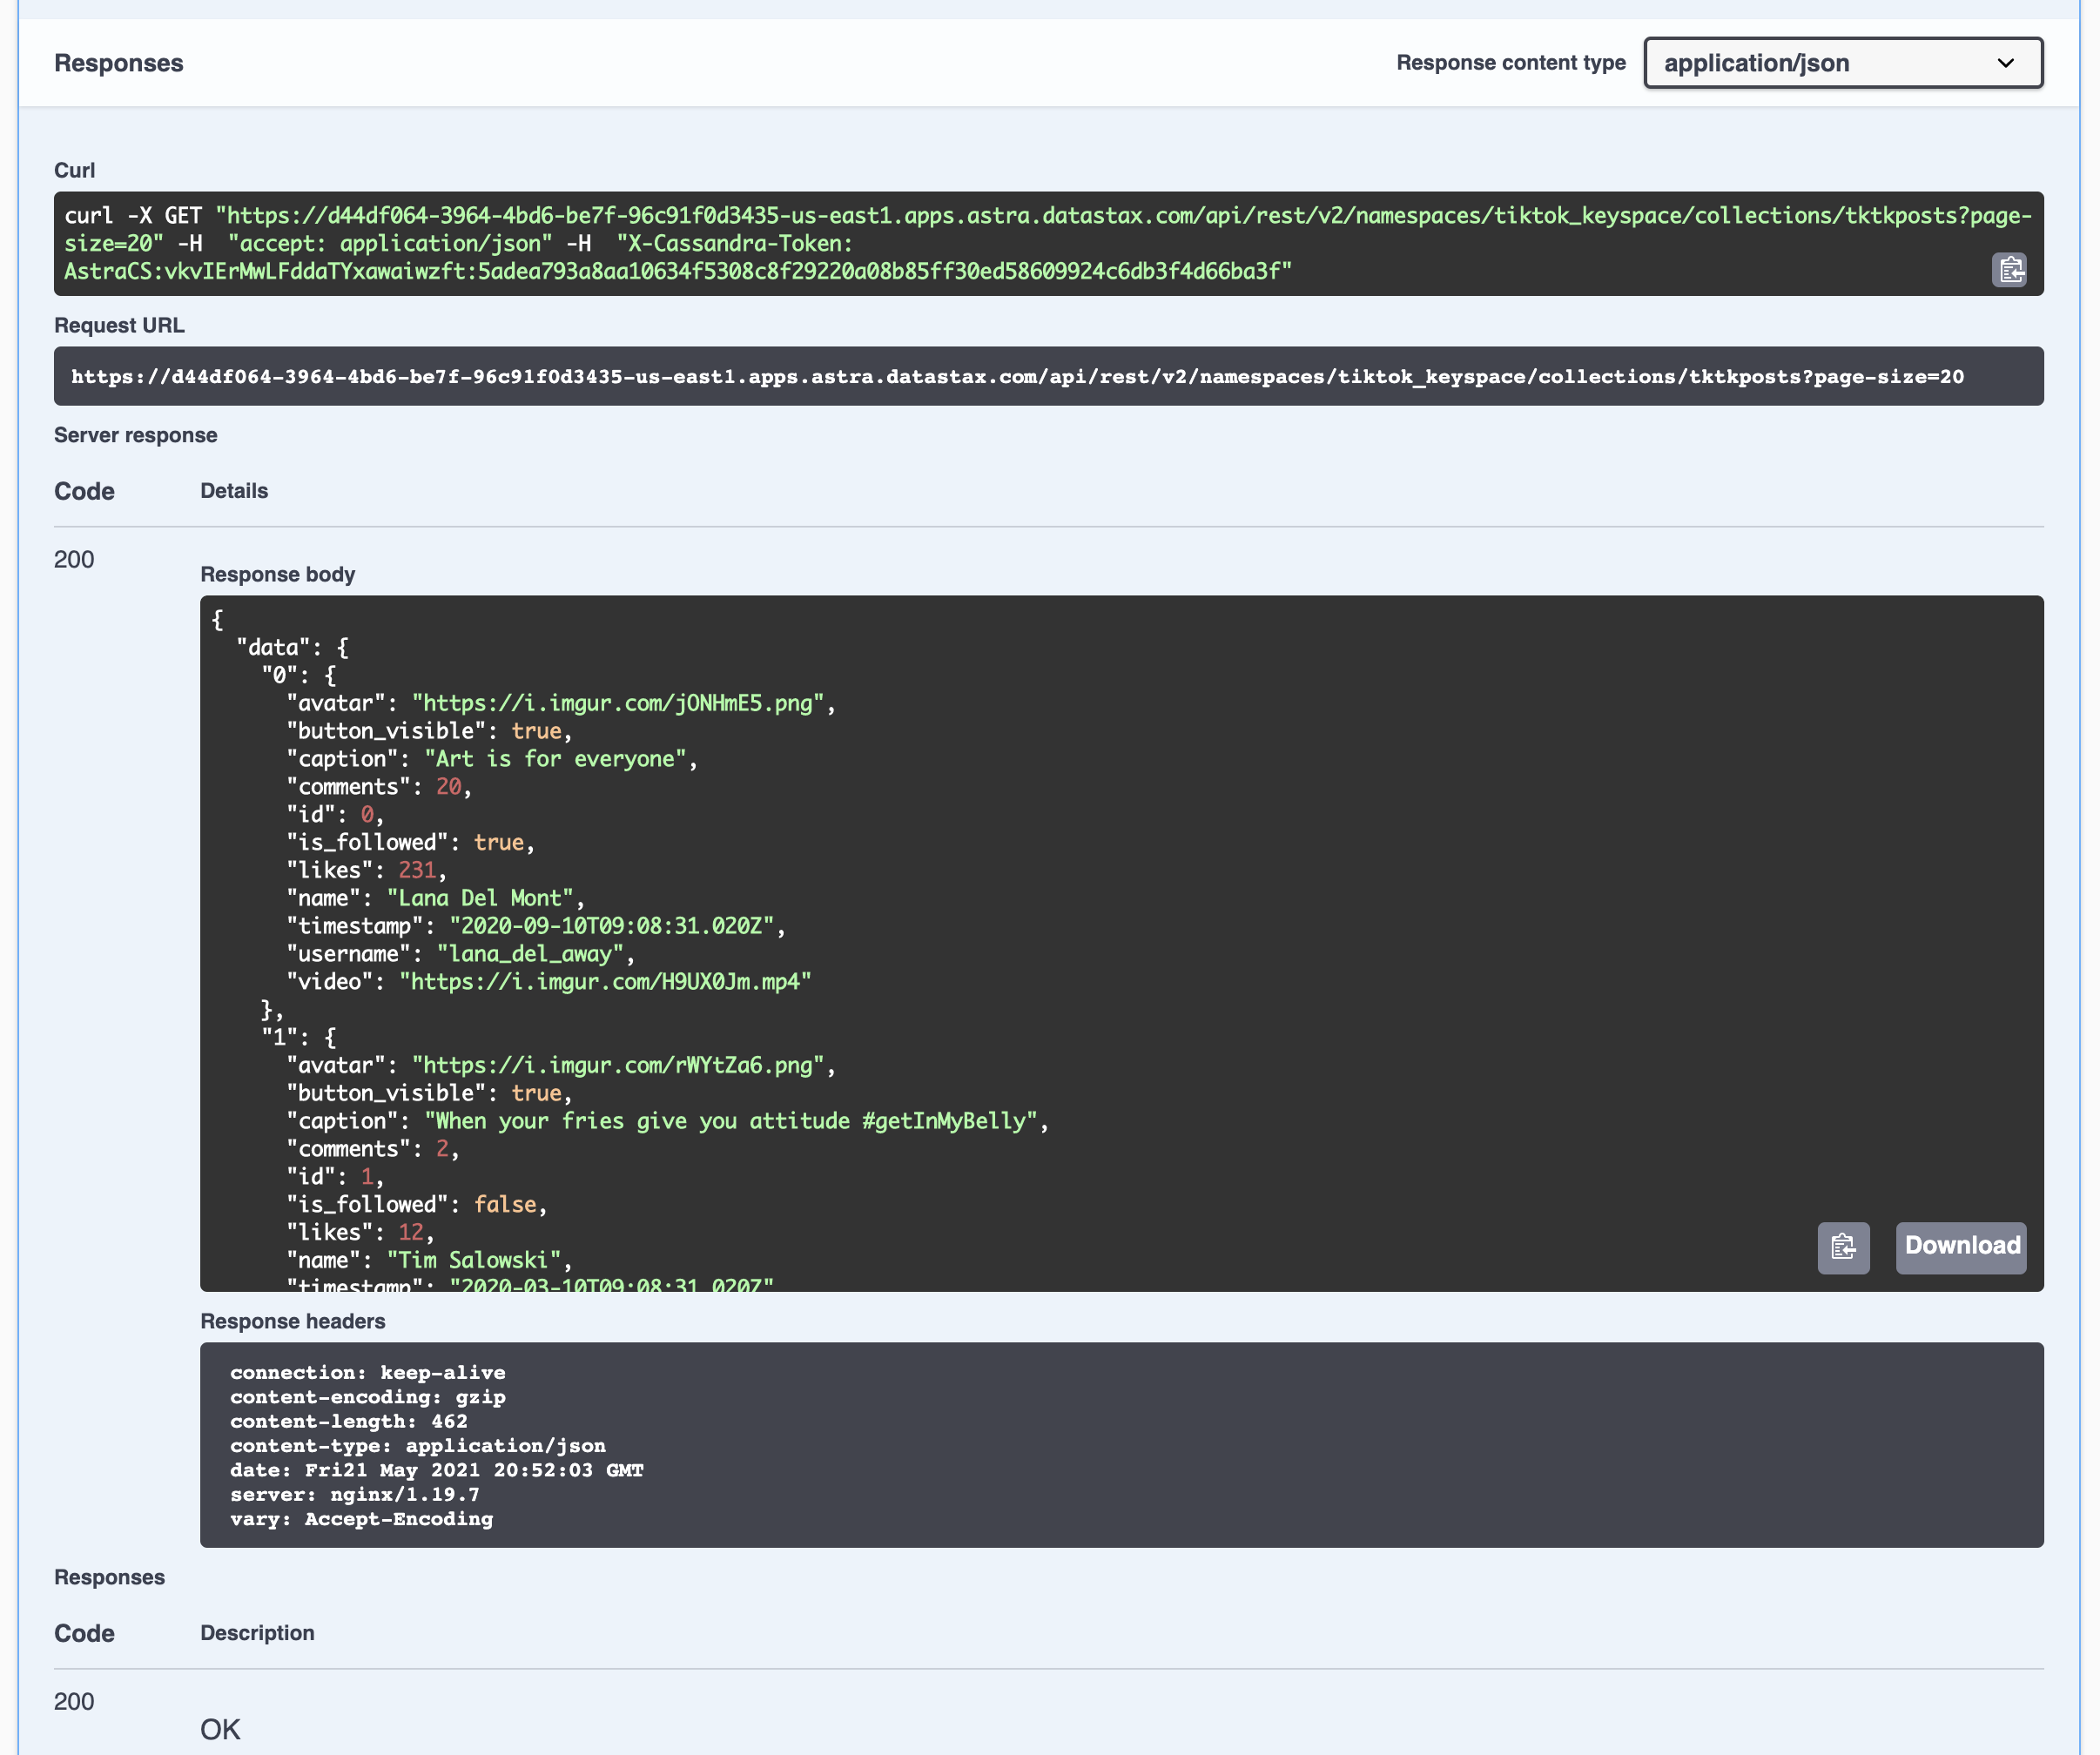 Responses
Response content type
application/json
Curl
curl -X GET "https://d44df064-3964-4bd6-be7f-96c91f0d3435-us-east1.apps.astra.datastax.com/api/rest/v2/namespaces/tiktok_keyspace/collections/tktkposts?page-
size=20" -H  "accept: application/json" -H  "X-Cassandra-Token:
AstraCS:vkvIErMwLFddaTYxawaiwzft:5adea793a8aa10634f5308c8f29220a08b85ff30ed58609924c6db3f4d66ba3f"
Request URL
https://d44df064-3964-4bd6-be7f-96c91f0d3435-us-east1.apps.astra.datastax.com/api/rest/v2/namespaces/tiktok_keyspace/collections/tktkposts?page-size=20
Server response
Code Details
200
Response body
{
  "data": {
    "0": {
      "avatar": "https://i.imgur.com/jONHmE5.png",
      "button_visible": true,
      "caption": "Art is for everyone",
      "comments": 20,
      "id": 0,
      "is_followed": true,
      "likes": 231,
      "name": "Lana Del Mont",
      "timestamp": "2020-09-10T09:08:31.020Z",
      "username": "lana_del_away",
      "video": "https://i.imgur.com/H9UX0Jm.mp4"
    },
    "1": {
      "avatar": "https://i.imgur.com/rWYtZa6.png",
      "button_visible": true,
      "caption": "When your fries give you attitude #getInMyBelly",
      "comments": 2,
      "id": 1,
      "is_followed": false,
      "likes": 12,
      "name": "Tim Salowski",
      "timestamp": "2020-03-10T09:08:31.020Z"
Download
Response headers
connection: keep-alive
content-encoding: gzip
content-length: 462
content-type: application/json
date: Fri21 May 2021 20:52:03 GMT
server: nginx/1.19.7
vary: Accept-Encoding
Responses
Code Description
200
OK